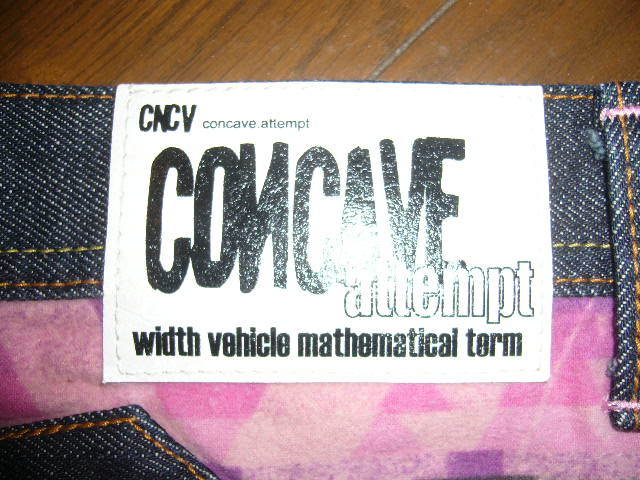 CNCV concave.attempt
CONCAVE
attempt
width vehicle mathematical term